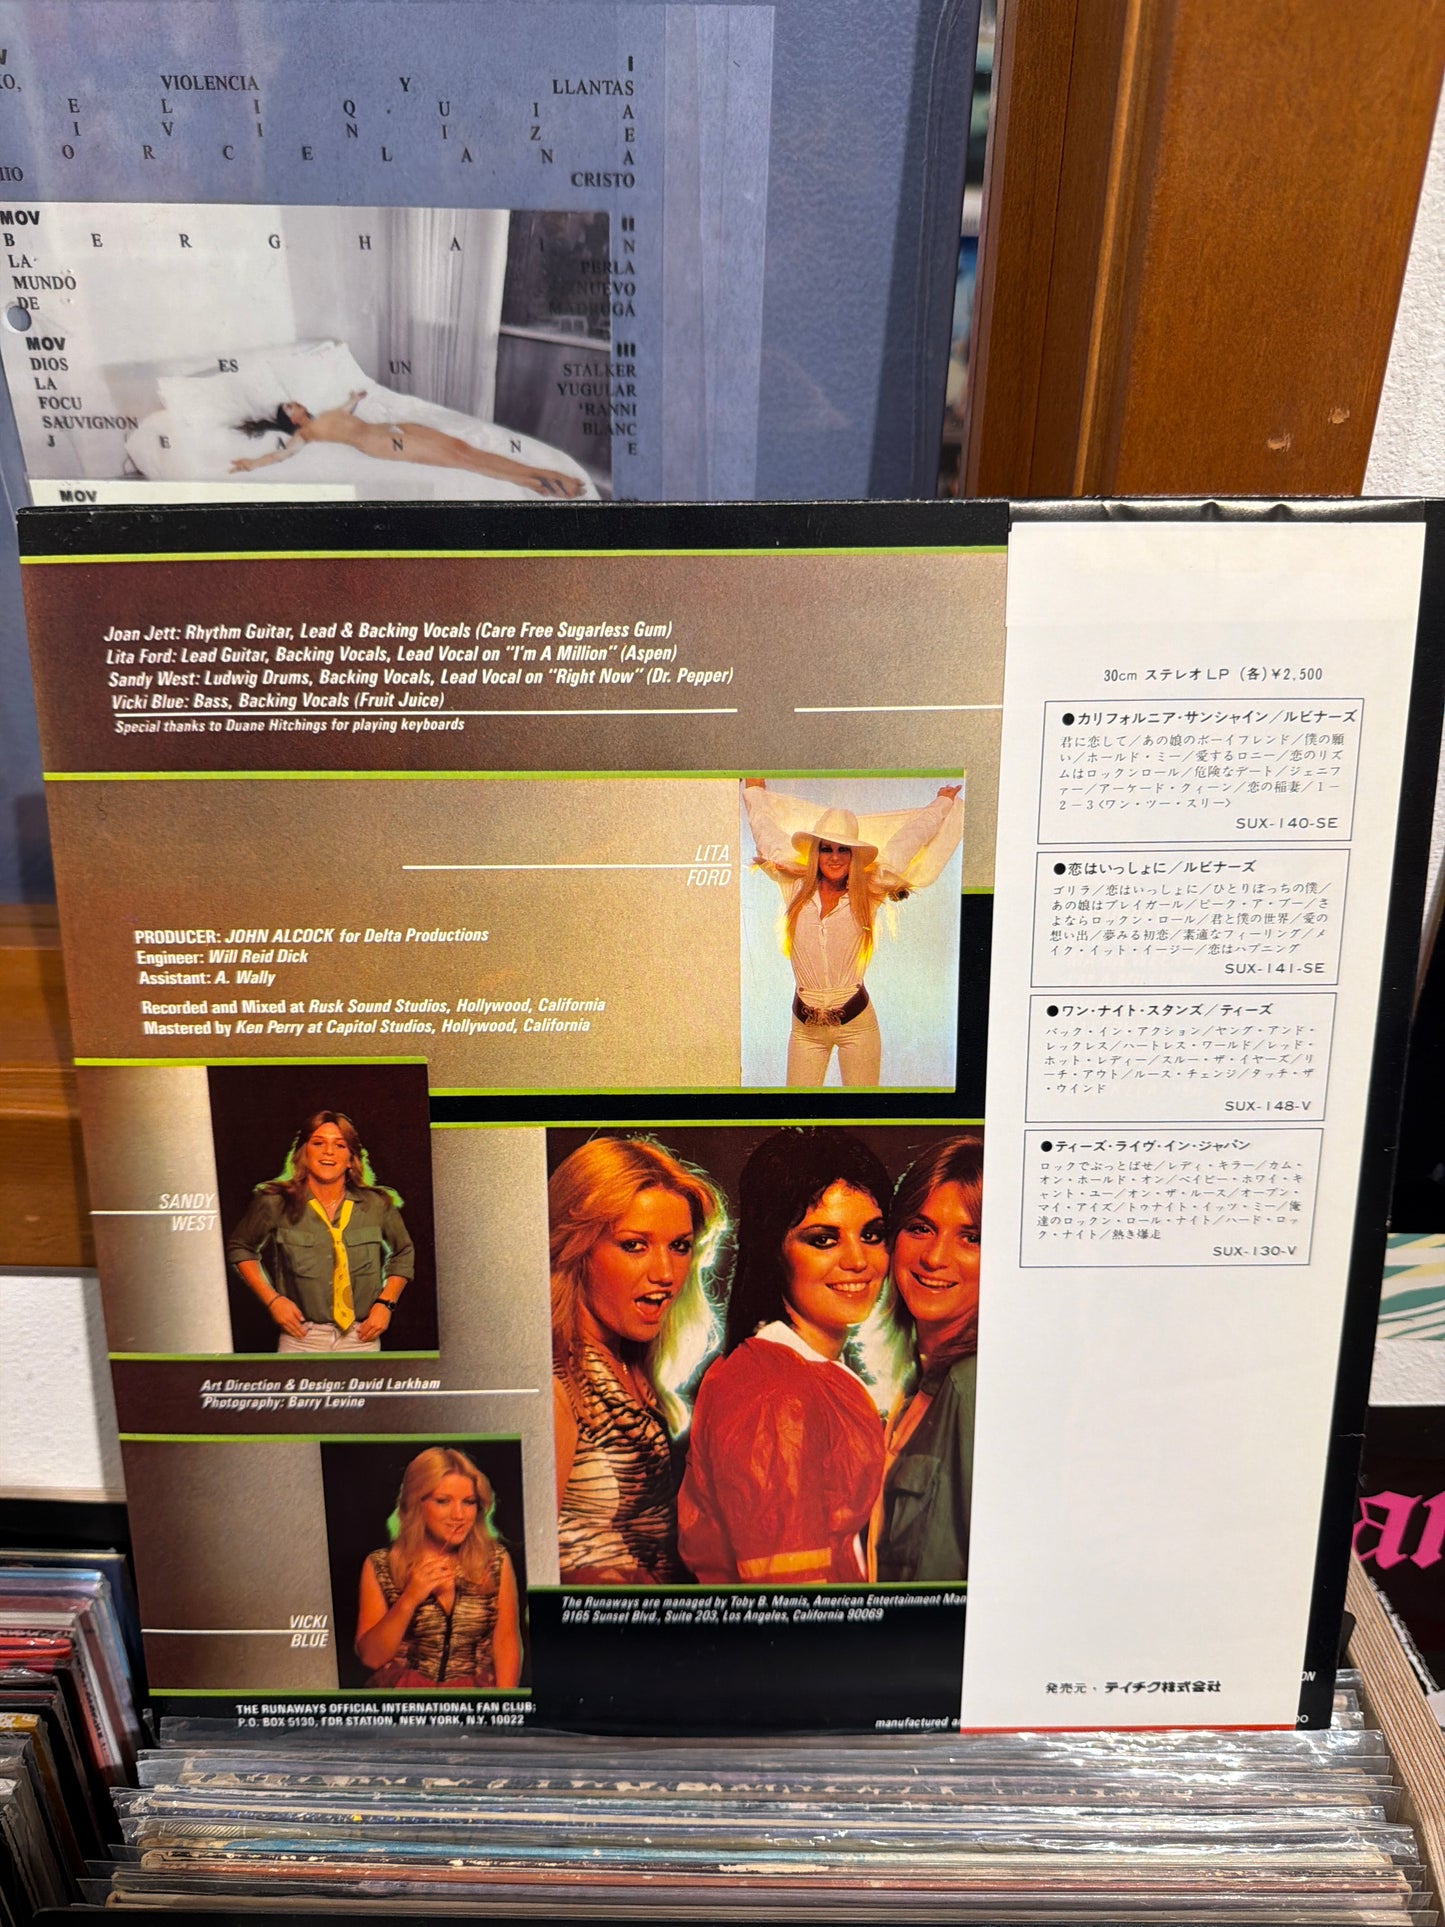 VIOLENCIA Y LLANTAS
E L I Q . U I A
I V I N I Z E
O R C E L A N A
CRISTO
MOV
B E R G H A I N
LA
PERLA
MUNDO
NUEVO
DE
MADRUGÁ
MOV
III
DIOS ES UN STALKER
LA
YUGULAR
FOCU
'RANNI
SAUVIGNON
BLANC
J E A N N E
MOV
Joan Jett: Rhythm Guitar, Lead & Backing Vocals (Care Free Sugarless Gum)
Lita Ford: Lead Guitar, Backing Vocals, Lead Vocal on "I'm A Million" (Aspen)
Sandy West: Ludwig Drums, Backing Vocals, Lead Vocal on "Right Now" (Dr. Pepper)
Vicki Blue: Bass, Backing Vocals (Fruit Juice)
Special thanks to Duane Hitchings for playing keyboards
LITA
FORD
PRODUCER: JOHN ALCOCK for Delta Productions
Engineer: Will Reid Dick
Assistant: A. Wally
Recorded and Mixed at Rusk Sound Studios, Hollywood, California
Mastered by Ken Perry at Capitol Studios, Hollywood, California
SANDY
WEST
Art Direction & Design: David Larkham
Photography: Barry Levine
VICKI
BLUE
The Runaways are managed by Toby B. Mamis, American Entertainment Man
9165 Sunset Blvd., Suite 203, Los Angeles, California 90069
THE RUNAWAYS OFFICIAL INTERNATIONAL FAN CLUB:
P.O. BOX 5130, FDR STATION, NEW YORK, N.Y. 10022
manufactured a
30cm ステレオLP (各)¥2,500
●カリフォルニア・サンシャイン/ルビナーズ
君に恋して/あの娘のボーイフレンド/僕の願
い/ホールド・ミー/愛するロニー/恋のリズ
ムはロックンロール/危険なデート/ジェニフ
ァー/アーケード・クィーン/恋の稲妻/1-
2-3〈ワン・ツー・スリー〉
SUX-140-SE
●恋はいっしょに/ルビナーズ
ゴリラ/恋はいっしょに/ひとりぼっちの僕/
あの娘はプレイガール/ピーク・ア・ブー/さ
よならロックン・ロール/君と僕の世界/愛の
想い出/夢みる初恋/素適なフィーリング/メ
イク・イット・イージー/恋はハプニング
SUX-141-SE
●ワン・ナイト・スタンズ/ティーズ
バック・イン・アクション/ヤング・アンド・
レックレス/ハートレス・ワールド/レッド・
ホット・レディー/スルー・ザ・イヤーズ/リ
ーチ・アウト/ルース・チェンジ/タッチ・ザ
・ウインド
SUX-148-V
●ティーズ・ライヴ・イン・ジャパン
ロックでぶっとばせ/レディ・キラー/カム・
オン・ホールド・オン/ベイビー・ホワイ・キ
ャント・ユー/オン・ザ・ルース/オープン・
マイ・アイズ/トゥナイト・イッツ・ミー/俺
達のロックン・ロール・ナイト/ハード・ロッ
ク・ナイト/熱き爆走
SUX-130-V
発売元・テイチク株式会社
ON